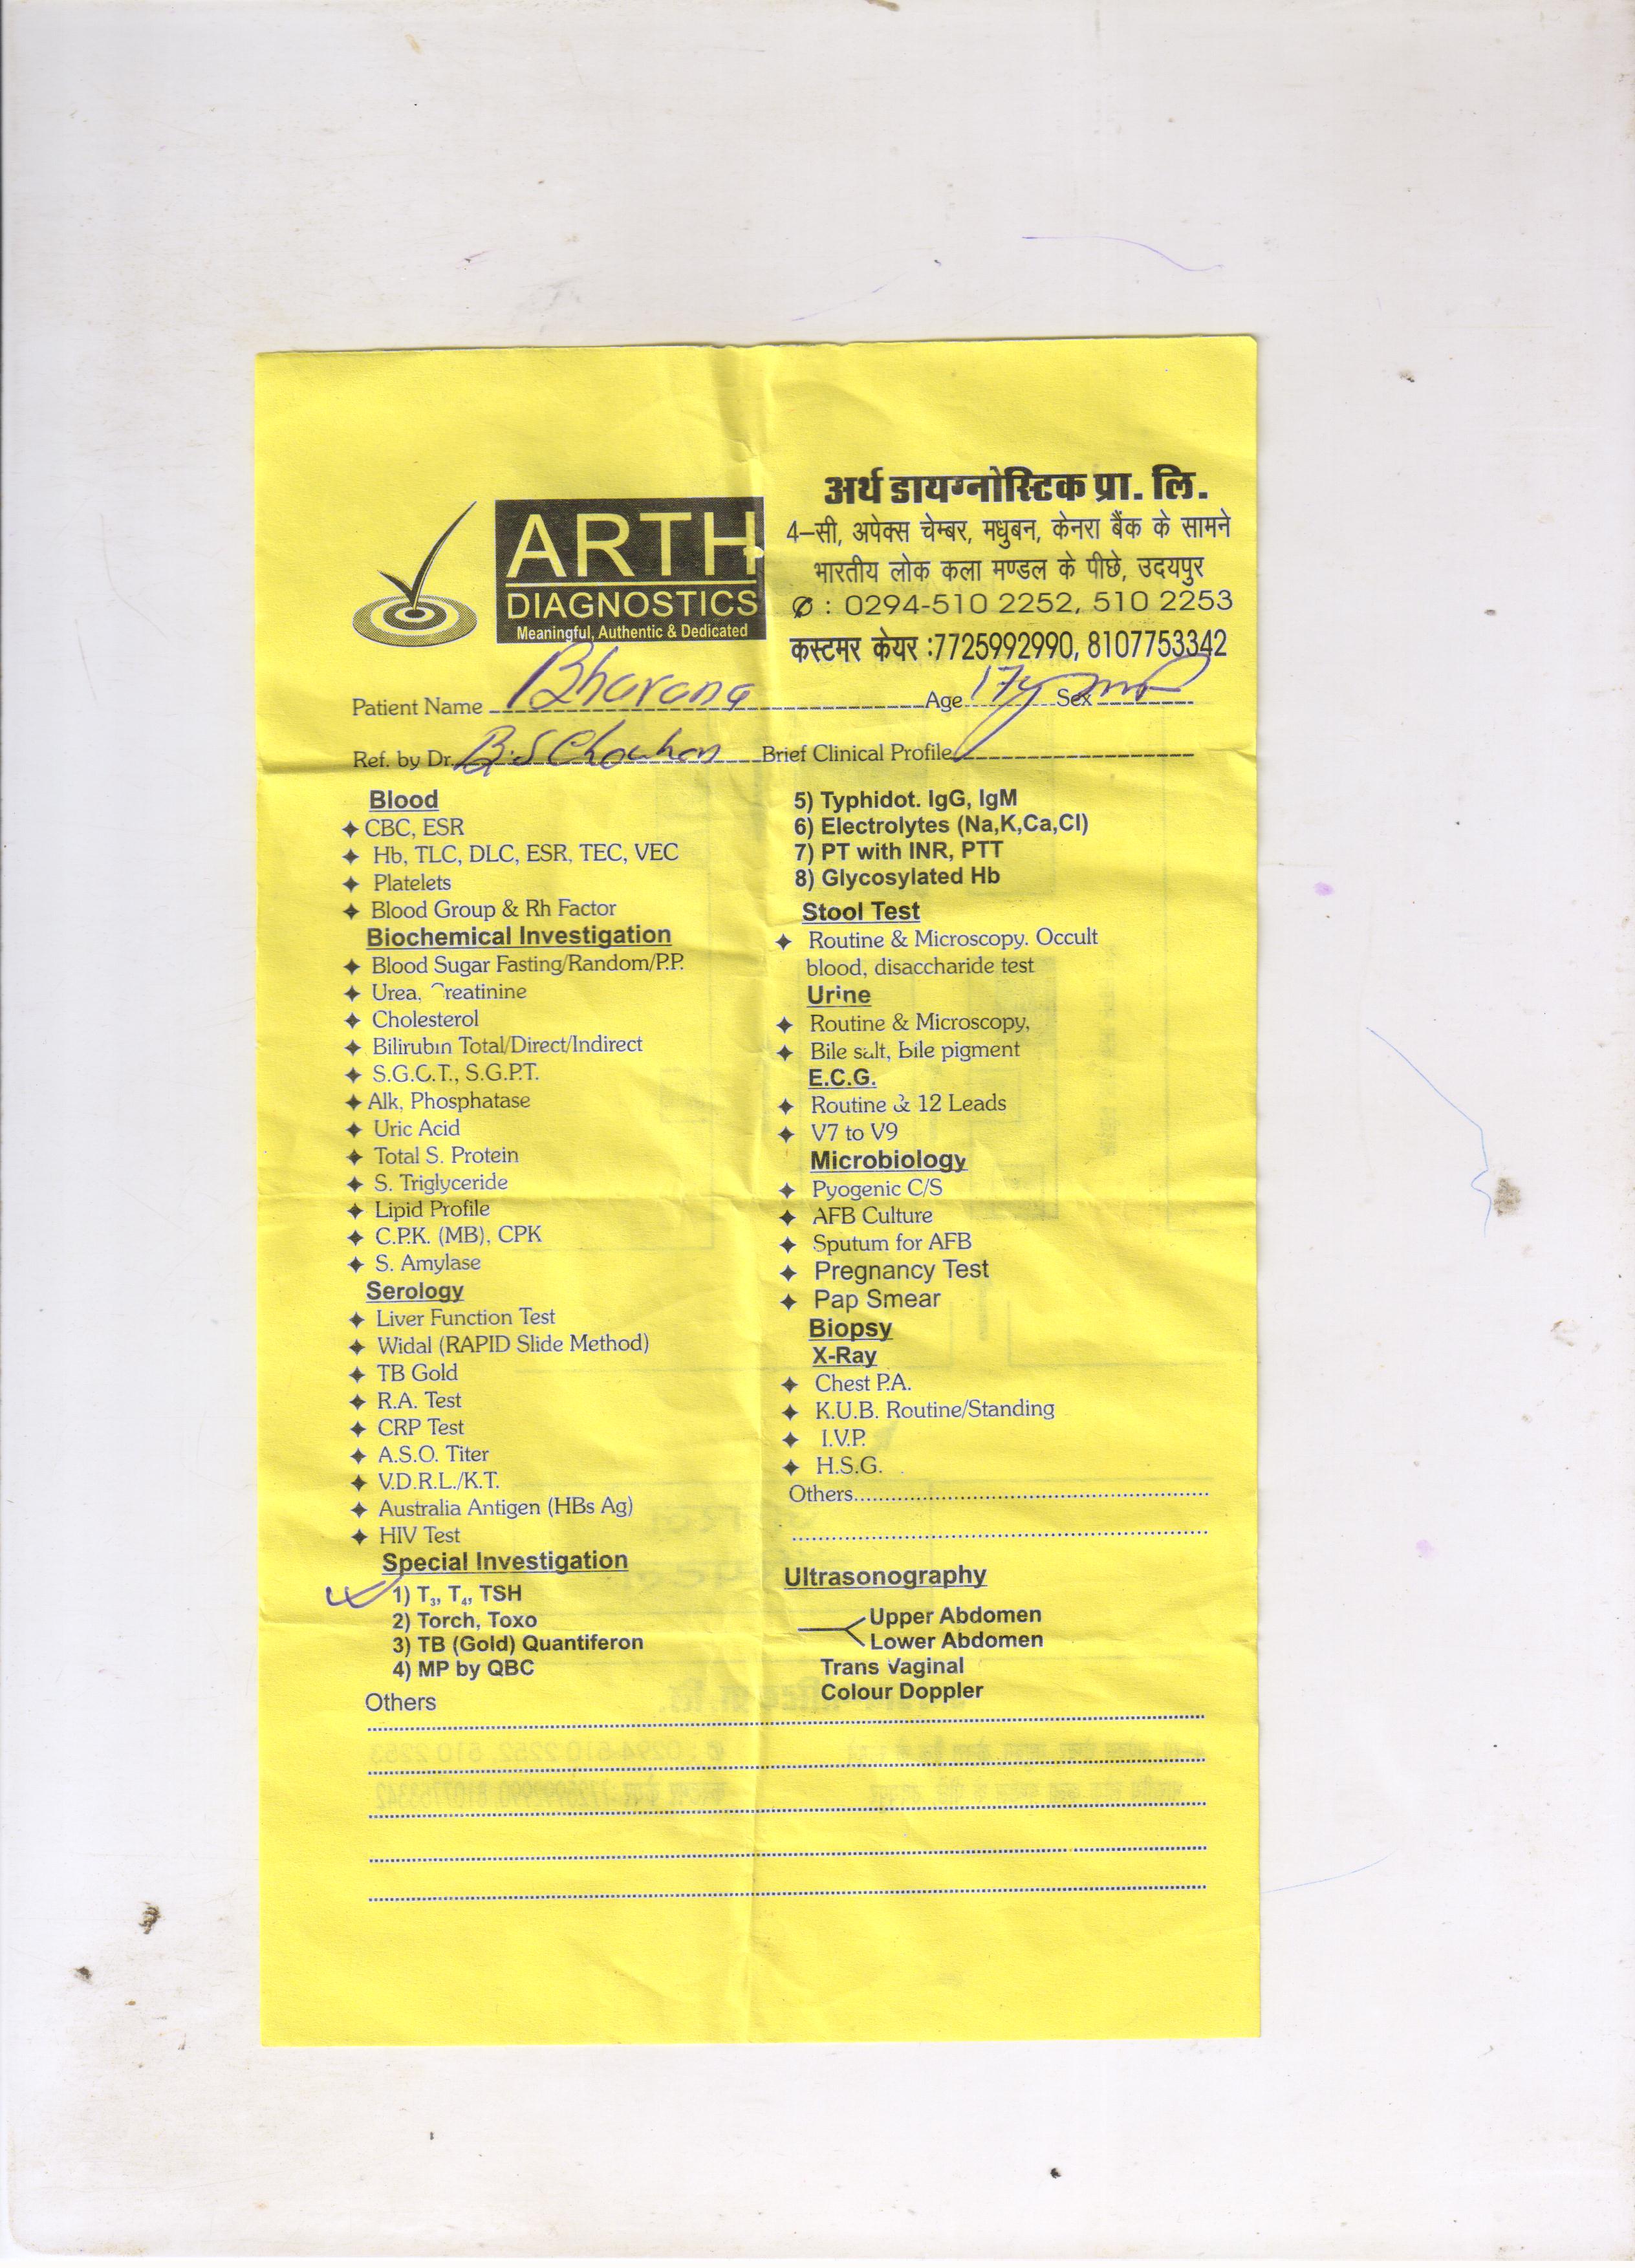 ARTH
DIAGNOSTICS
Meaningful, Authentic & Dedicated
अर्थ डायग्नोस्टिक प्रा. लि.
4–सी, अपेक्स चेम्बर, मधुबन, केनरा बैंक के सामने
भारतीय लोक कला मण्डल के पीछे, उदयपुर
: 0294-510 2252, 510 2253
कस्टमर केयर :7725992990, 8107753342
Patient Name Bhavana Age 17y Sex
Ref. by Dr. B.S Chouhan Brief Clinical Profile
Blood
CBC, ESR
Hb, TLC, DLC, ESR, TEC, VEC
Platelets
Blood Group & Rh Factor
Biochemical Investigation
Blood Sugar Fasting/Random/P.P.
Urea, Creatinine
Cholesterol
Bilirubin Total/Direct/Indirect
S.G.O.T., S.G.P.T.
Alk, Phosphatase
Uric Acid
Total S. Protein
S. Triglyceride
Lipid Profile
C.P.K. (MB), CPK
S. Amylase
Serology
Liver Function Test
Widal (RAPID Slide Method)
TB Gold
R.A. Test
CRP Test
A.S.O. Titer
V.D.R.L./K.T.
Australia Antigen (HBs Ag)
HIV Test
Special Investigation
1) T3, T4, TSH
2) Torch, Toxo
3) TB (Gold) Quantiferon
4) MP by QBC
Others
5) Typhidot. IgG, IgM
6) Electrolytes (Na,K,Ca,Cl)
7) PT with INR, PTT
8) Glycosylated Hb
Stool Test
Routine & Microscopy. Occult
blood, disaccharide test
Urine
Routine & Microscopy,
Bile salt, bile pigment
E.C.G.
Routine & 12 Leads
V7 to V9
Microbiology
Pyogenic C/S
AFB Culture
Sputum for AFB
Pregnancy Test
Pap Smear
Biopsy
X-Ray
Chest P.A.
K.U.B. Routine/Standing
I.V.P.
H.S.G.
Others
Ultrasonography
Upper Abdomen
Lower Abdomen
Trans Vaginal
Colour Doppler